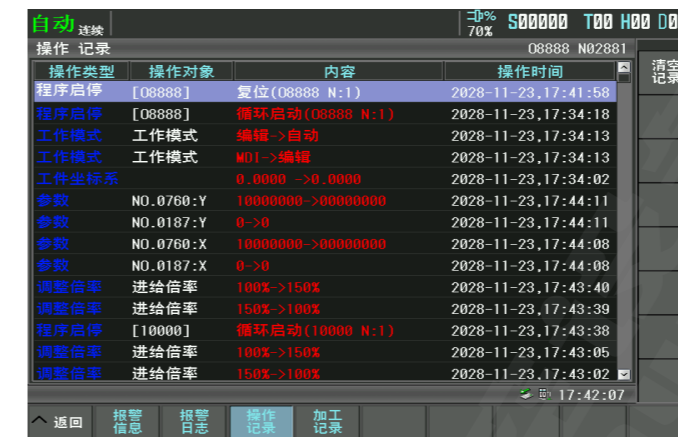 自动 连续 70% S00000 T00 H00 D0
操作 记录 O8888 N02881
操作类型 操作对象 内容 操作时间
清空
记录
程序启停 [O8888] 复位(O8888 N:1) 2028-11-23,17:41:58
程序启停 [O8888] 循环启动(O8888 N:1) 2028-11-23,17:34:18
工作模式 工作模式 编辑->自动 2028-11-23,17:34:13
工作模式 工作模式 MDI->编辑 2028-11-23,17:34:13
工件坐标系 0.0000 ->0.0000 2028-11-23,17:34:02
参数 NO.0760:Y 10000000->00000000 2028-11-23,17:44:11
参数 NO.0187:Y 0->0 2028-11-23,17:44:11
参数 NO.0760:X 10000000->00000000 2028-11-23,17:44:08
参数 NO.0187:X 0->0 2028-11-23,17:44:08
调整倍率 进给倍率 100%->150% 2028-11-23,17:43:40
调整倍率 进给倍率 150%->100% 2028-11-23,17:43:39
程序启停 [10000] 循环启动(10000 N:1) 2028-11-23,17:43:38
调整倍率 进给倍率 100%->150% 2028-11-23,17:43:05
调整倍率 进给倍率 150%->100% 2028-11-23,17:43:02
17:42:07
返回 报警信息 报警日志 操作记录 加工记录